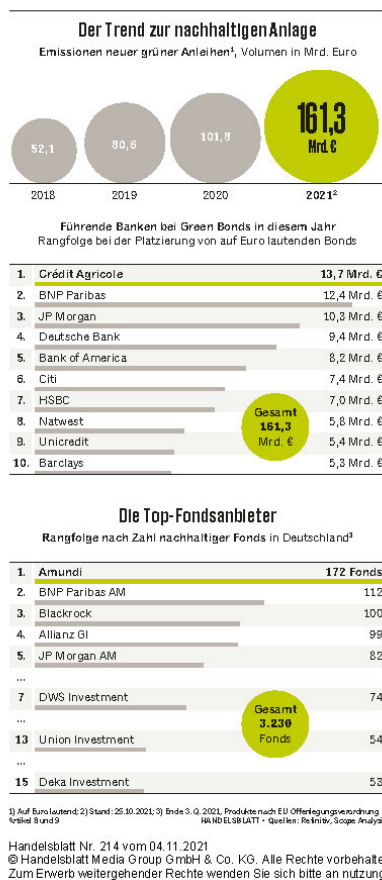 Der Trend zur nachhaltigen Anlage
Emissionen neuer grüner Anleihen¹, Volumen in Mrd. Euro
52,1
80,6
101,8
161,3
Mrd. €
2018
2019
2020
2021²
Führende Banken bei Green Bonds in diesem Jahr
Rangfolge bei der Platzierung von auf Euro lautenden Bonds
1. Crédit Agricole 13,7 Mrd. €
2. BNP Paribas 12,4 Mrd. €
3. JP Morgan 10,3 Mrd. €
4. Deutsche Bank 9,4 Mrd. €
5. Bank of America 8,2 Mrd. €
6. Citi 7,4 Mrd. €
7. HSBC 7,0 Mrd. €
8. Natwest 5,8 Mrd. €
9. Unicredit 5,4 Mrd. €
10. Barclays 5,3 Mrd. €
Gesamt
161,3
Mrd. €
Die Top-Fondsanbieter
Rangfolge nach Zahl nachhaltiger Fonds in Deutschland³
1. Amundi 172 Fonds
2. BNP Paribas AM 112
3. Blackrock 100
4. Allianz GI 99
5. JP Morgan AM 82
...
7 DWS Investment 74
...
13 Union Investment 54
...
15 Deka Investment 53
Gesamt
3.230
Fonds
1) Auf Euro lautend; 2) Stand: 25.10.2021; 3) Ende 3. Q. 2021, Produkte nach EU Offenlegungsverordnung
Artikel 8 und 9
HANDELSBLATT • Quellen: Refinitiv, Scope Analysi
Handelsblatt Nr. 214 vom 04.11.2021
© Handelsblatt Media Group GmbH & Co. KG. Alle Rechte vorbehalte
Zum Erwerb weitergehender Rechte wenden Sie sich bitte an nutzung